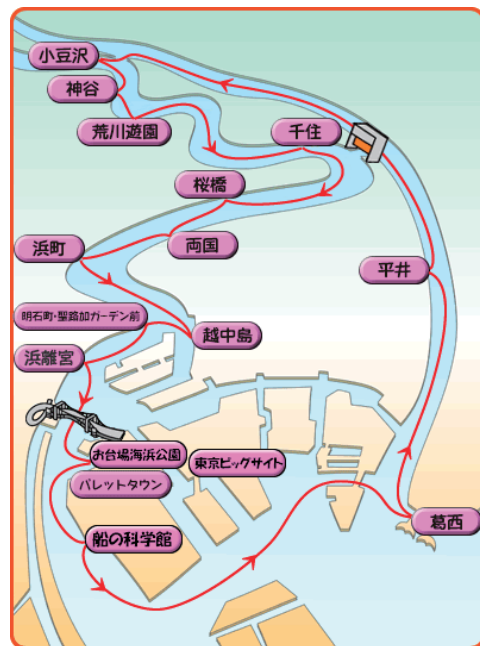 小豆沢
神谷
荒川遊園
千住
桜橋
両国
浜町
平井
明石町・聖路加ガーデン前
越中島
浜離宮
お台場海浜公園
東京ビッグサイト
パレットタウン
葛西
船の科学館